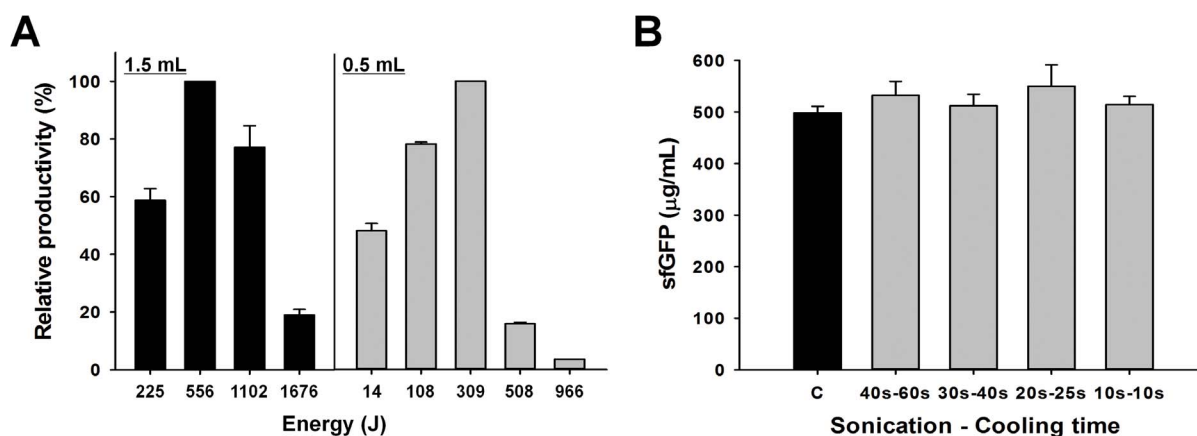 A
1.5 mL
0.5 mL
Relative productivity (%)
100
80
60
40
20
0
225 556 1102 1676 14 108 309 508 966
Energy (J)
B
sfGFP (μg/mL)
600
500
400
300
200
100
0
C 40s-60s 30s-40s 20s-25s 10s-10s
Sonication - Cooling time